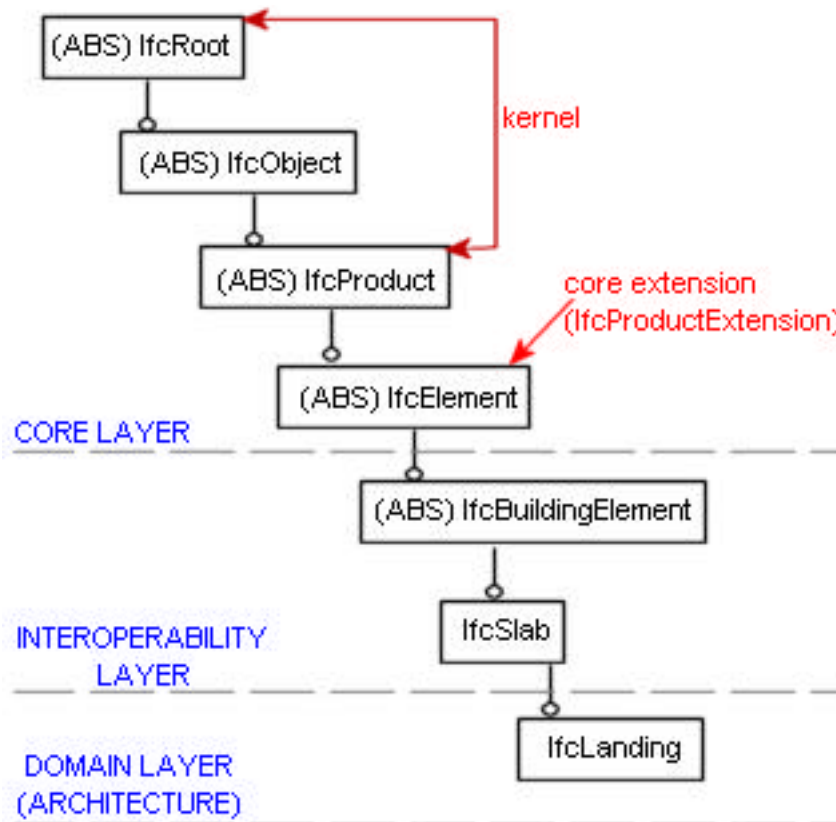 (ABS) IfcRoot
kernel
(ABS) IfcObject
(ABS) IfcProduct
core extension
(IfcProductExtension)
(ABS) IfcElement
CORE LAYER
(ABS) IfcBuildingElement
IfcSlab
INTEROPERABILITY
LAYER
IfcLanding
DOMAIN LAYER
(ARCHITECTURE)